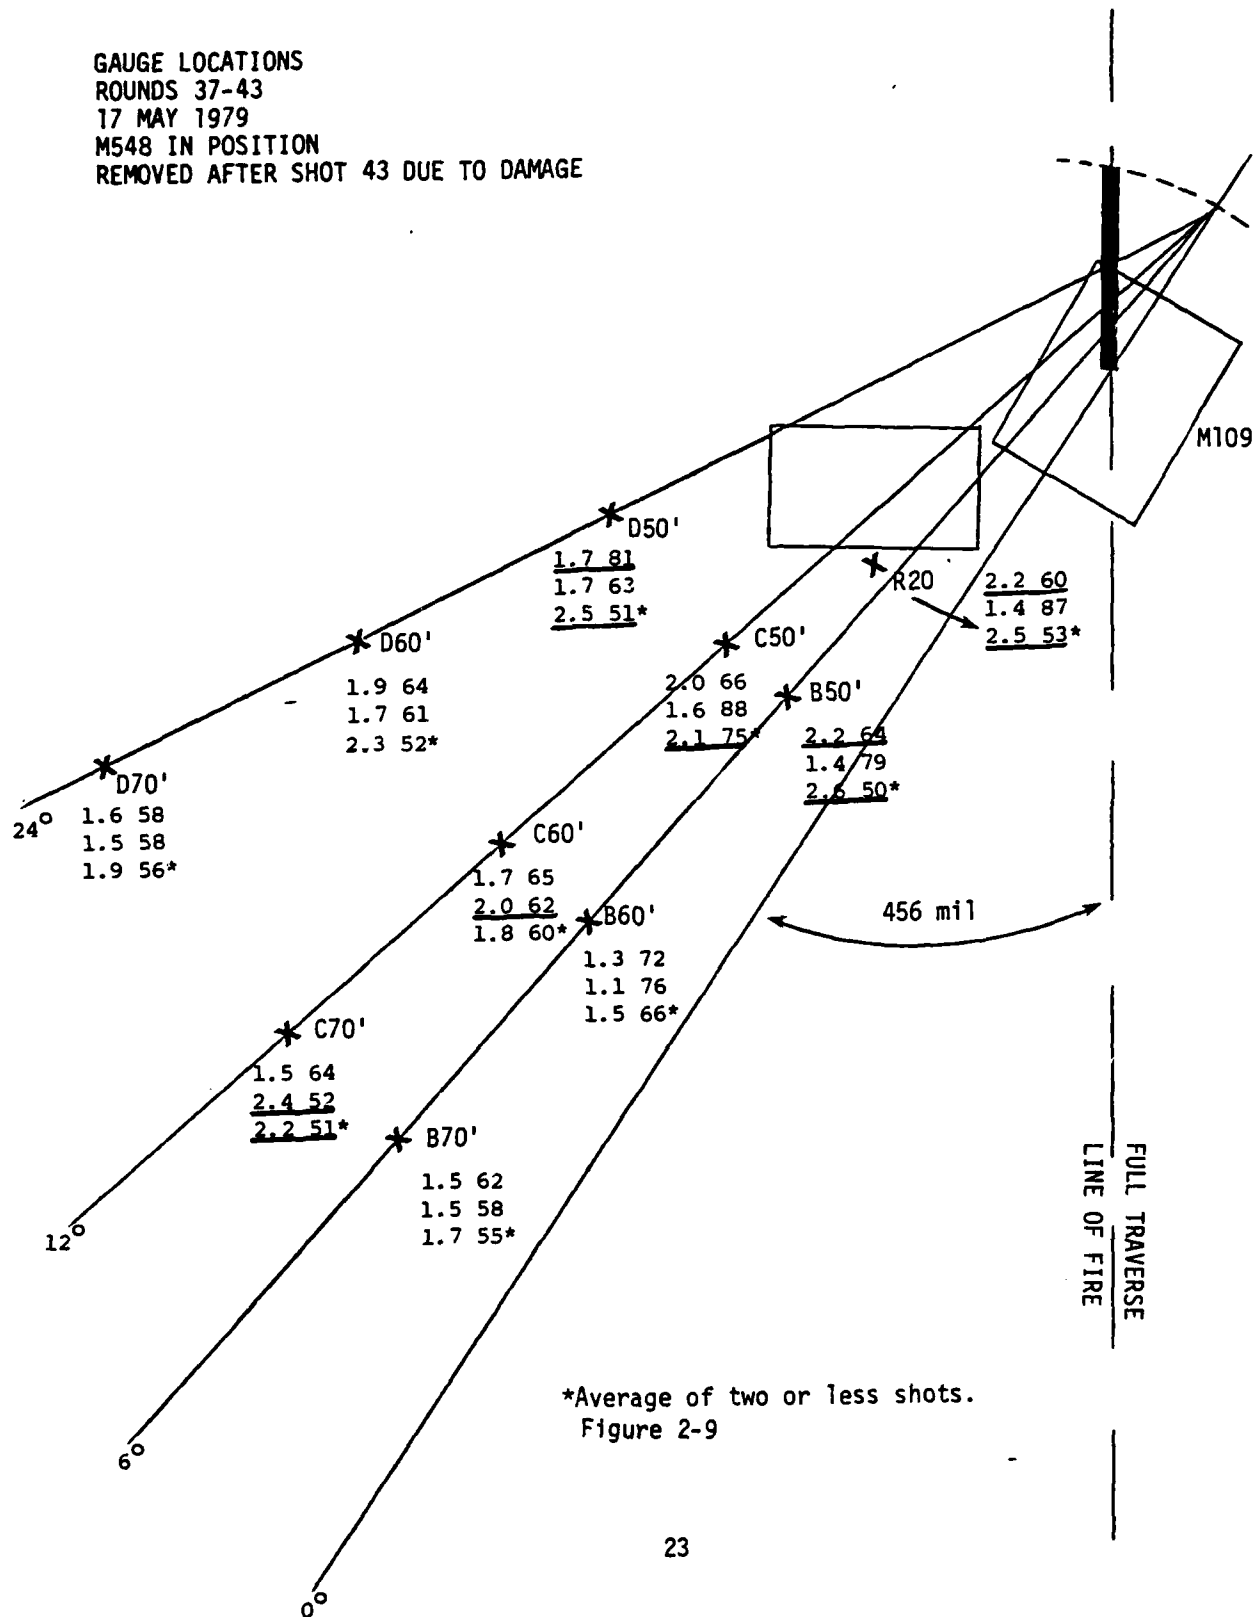 GAUGE LOCATIONS
ROUNDS 37-43
17 MAY 1979
M548 IN POSITION
REMOVED AFTER SHOT 43 DUE TO DAMAGE
M109
D50'
1.7 81
1.7 63
2.5 51*
R20
2.2 60
1.4 87
2.5 53*
D60'
1.9 64
1.7 61
2.3 52*
C50'
2.0 66
1.6 88
2.1 75*
B50'
2.2 64
1.4 79
2.6 50*
D70'
1.6 58
1.5 58
1.9 56*
24°
C60'
1.7 65
2.0 62
1.8 60*
B60'
1.3 72
1.1 76
1.5 66*
456 mil
C70'
1.5 64
2.4 52
2.2 51*
B70'
1.5 62
1.5 58
1.7 55*
12°
FULL TRAVERSE
LINE OF FIRE
6°
0°
*Average of two or less shots.
Figure 2-9
23